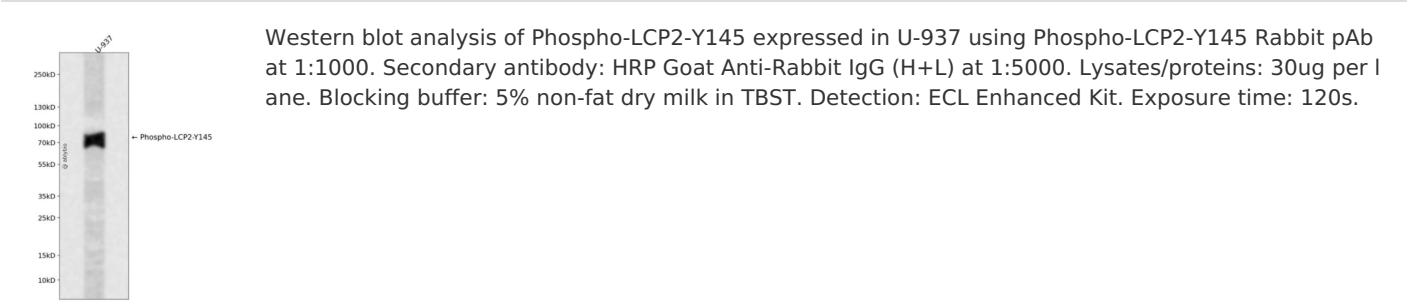 U-937
250kD
130kD
100kD
70kD
55kD
35kD
25kD
15kD
10kD
← Phospho-LCP2-Y145
Western blot analysis of Phospho-LCP2-Y145 expressed in U-937 using Phospho-LCP2-Y145 Rabbit pAb
at 1:1000. Secondary antibody: HRP Goat Anti-Rabbit IgG (H+L) at 1:5000. Lysates/proteins: 30ug per l
ane. Blocking buffer: 5% non-fat dry milk in TBST. Detection: ECL Enhanced Kit. Exposure time: 120s.